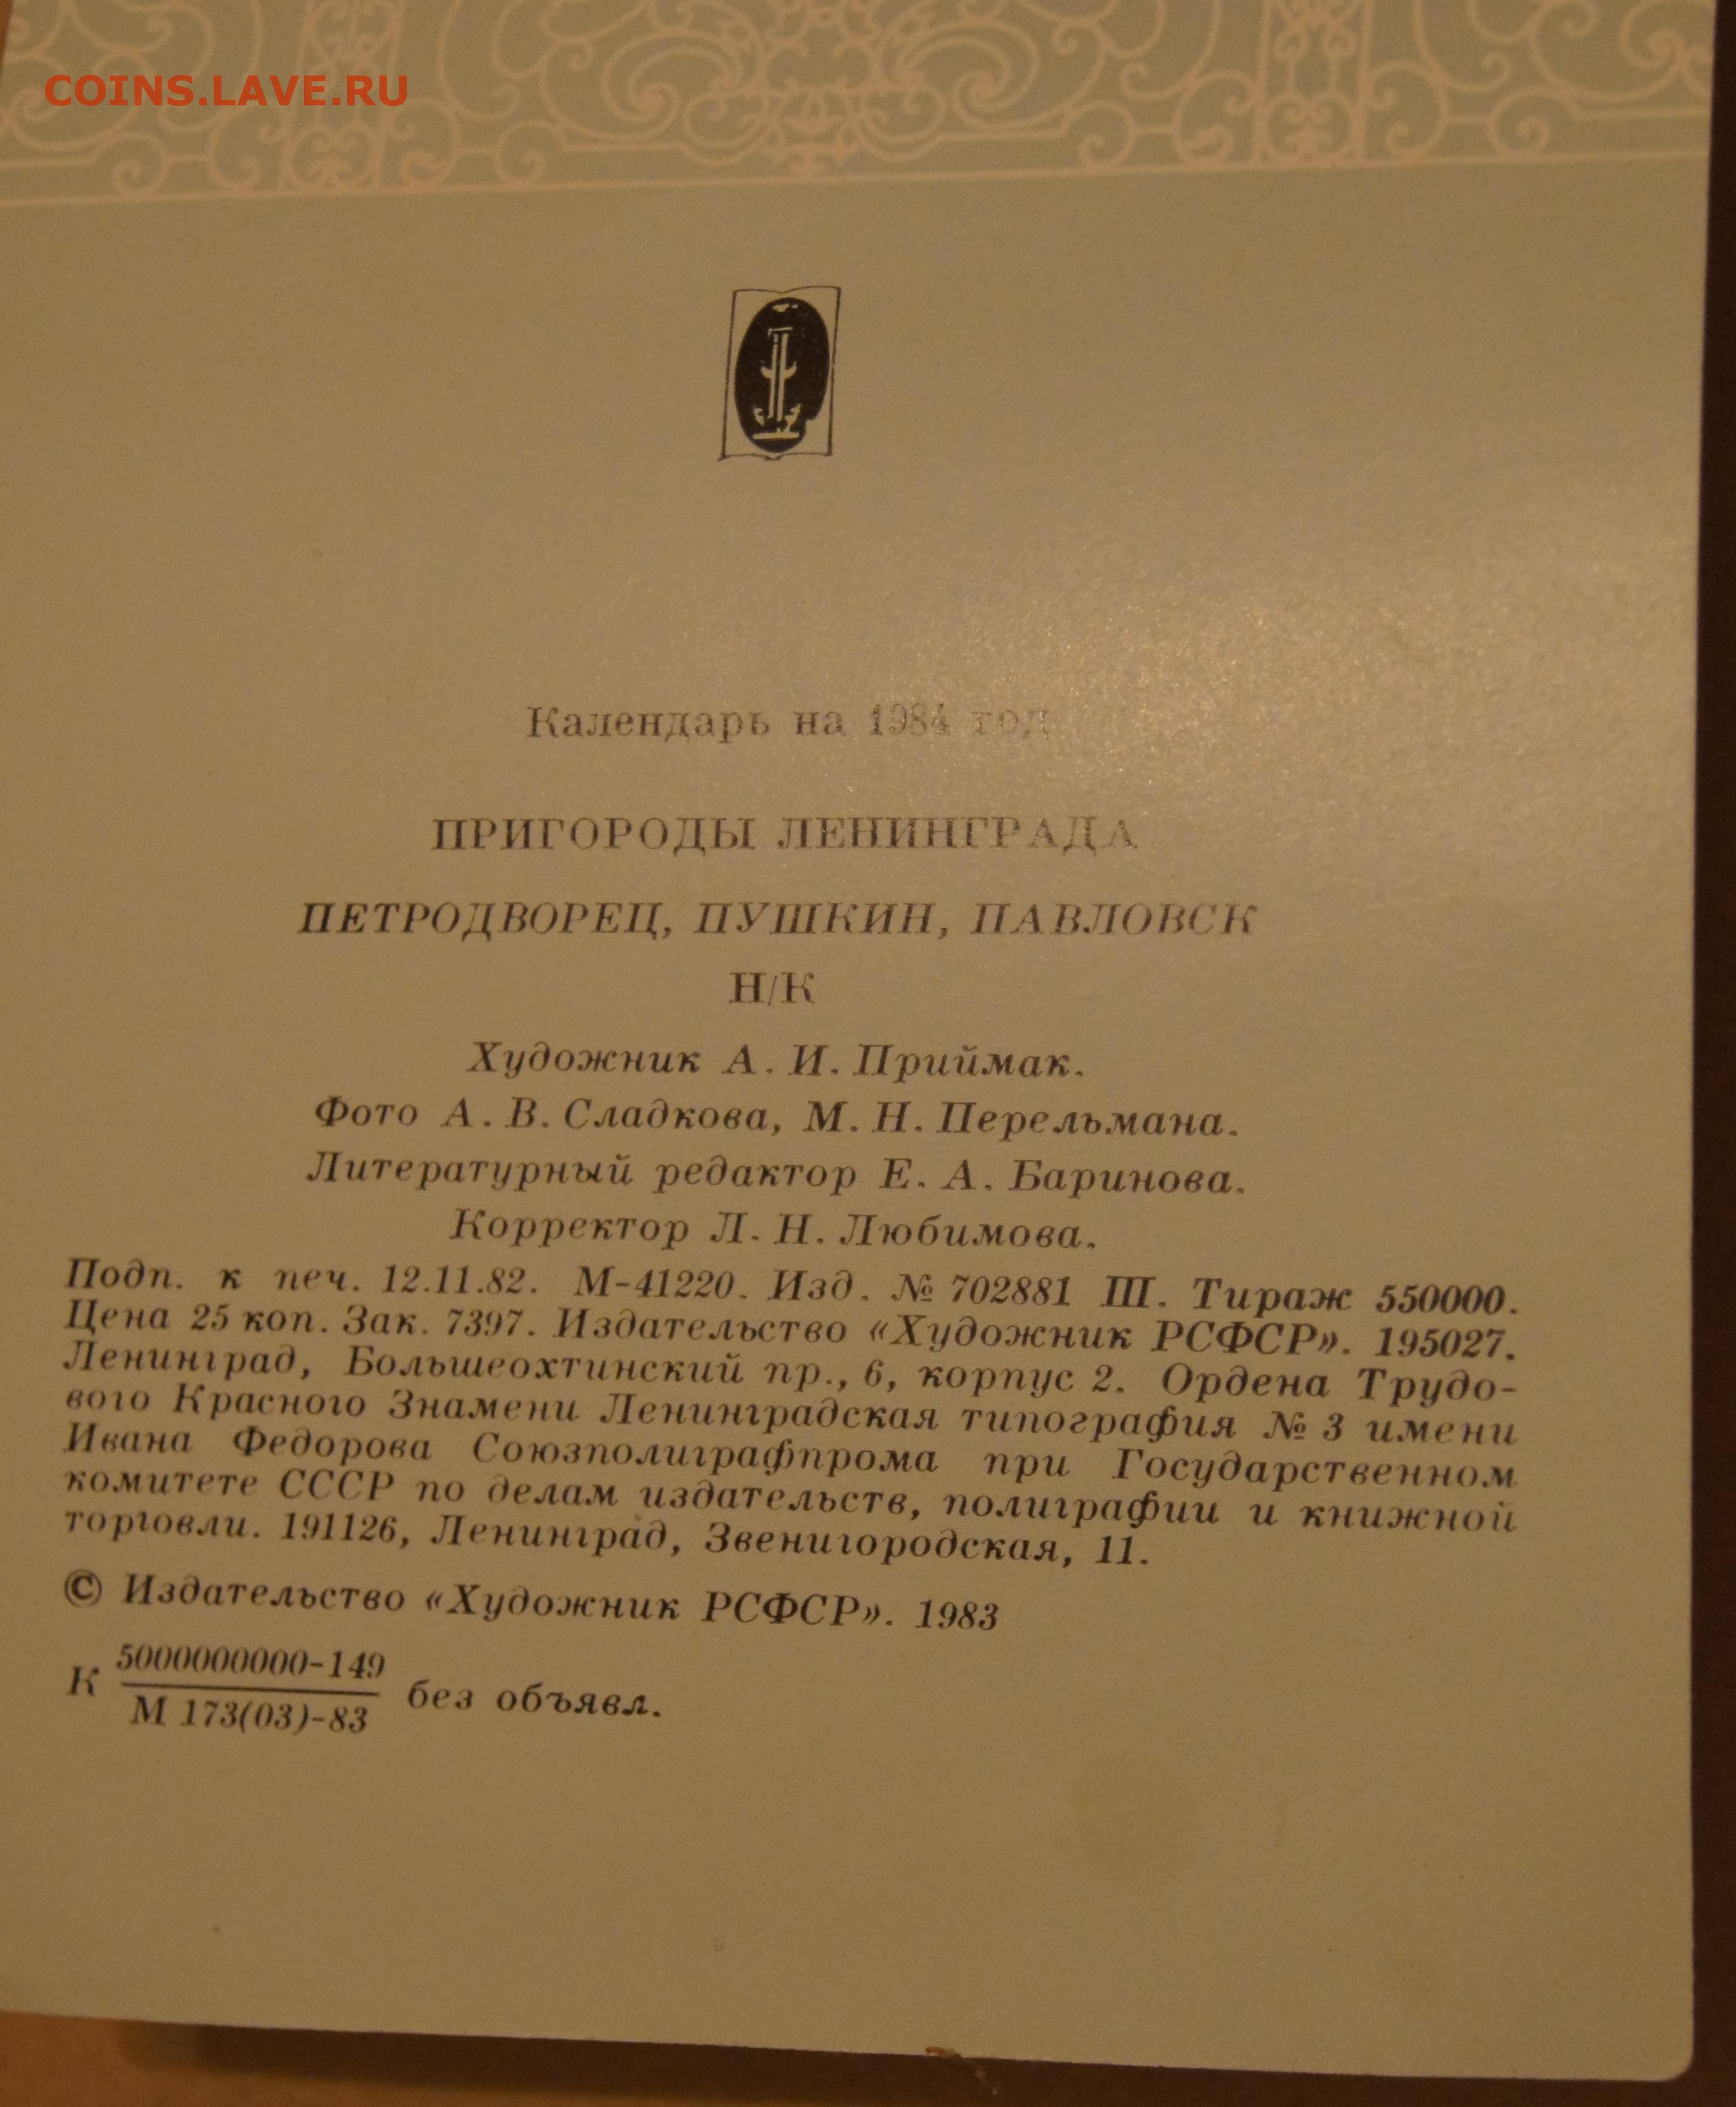 COINS.LAVE.RU
Календарь на 1984 год
ПРИГОРОДЫ ЛЕНИНГРАДА
ПЕТРОДВОРЕЦ, ПУШКИН, ПАВЛОВСК
Н/К
Художник А. И. Приймак.
Фото А. В. Сладкова, М. Н. Перельмана.
Литературный редактор Е. А. Баринова.
Корректор Л. Н. Любимова.
Подп. к печ. 12.11.82. М-41220. Изд. № 702881 Ш. Тираж 550000.
Цена 25 коп. Зак. 7397. Издательство «Художник РСФСР». 195027.
Ленинград, Большеохтинский пр., 6, корпус 2. Ордена Трудо-
вого Красного Знамени Ленинградская типография № 3 имени
Ивана Федорова Союзполиграфпрома при Государственном
комитете СССР по делам издательств, полиграфии и книжной
торговли. 191126, Ленинград, Звенигородская, 11.
© Издательство «Художник РСФСР». 1983
К 5000000000-149
М 173(03)-83 без объявл.